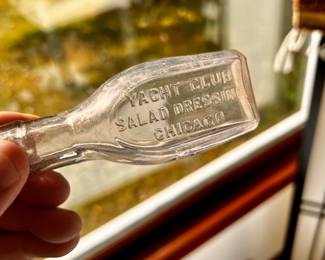 YACHT CLUB
SALAD DRESSIN
CHICAGO